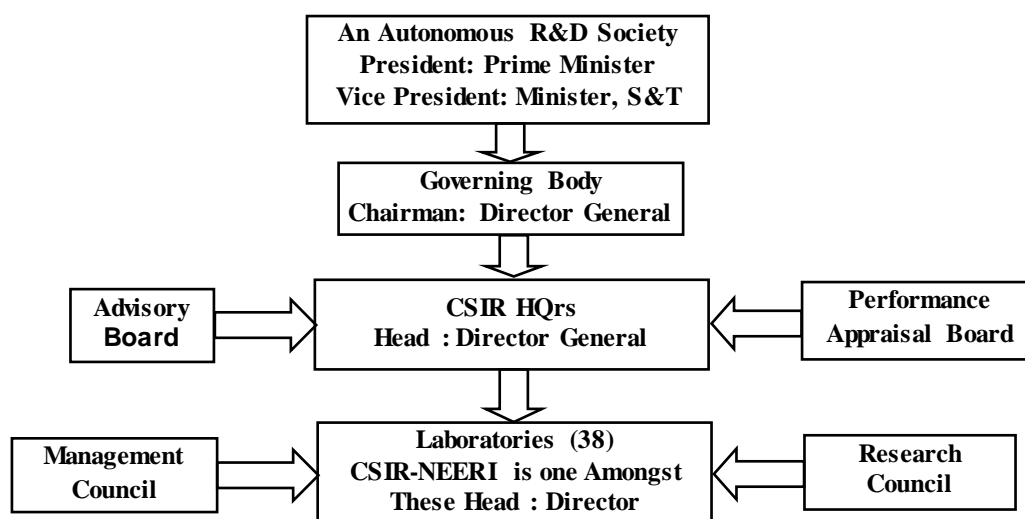 An Autonomous R&D Society
President: Prime Minister
Vice President: Minister, S&T
Governing Body
Chairman: Director General
Advisory
Board
CSIR HQrs
Head : Director General
Performance
Appraisal Board
Management
Council
Laboratories (38)
CSIR-NEERI is one Amongst
These Head : Director
Research
Council